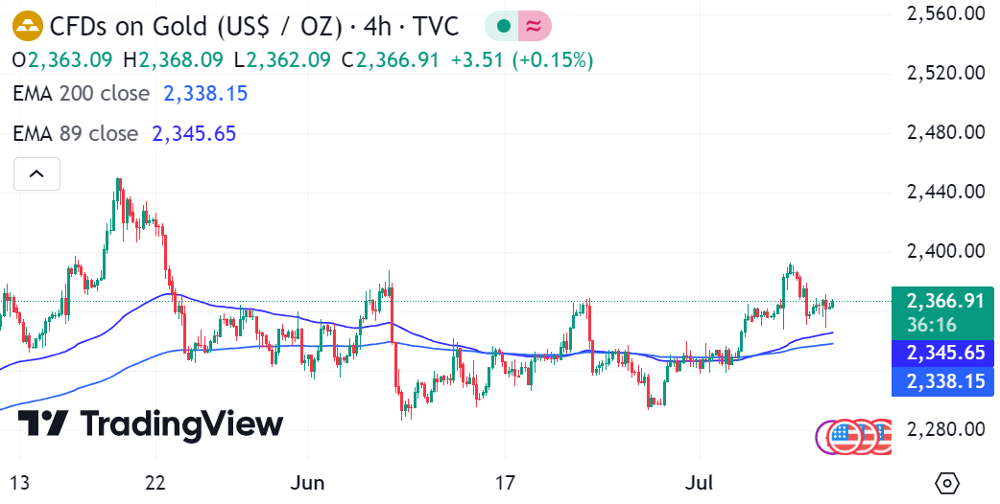 CFDs on Gold (US$ / OZ) · 4h · TVC
O2,363.09 H2,368.09 L2,362.09 C2,366.91 +3.51 (+0.15%)
EMA 200 close 2,338.15
EMA 89 close 2,345.65
2,560.00
2,520.00
2,480.00
2,440.00
2,400.00
2,366.91
36:16
2,345.65
2,338.15
2,280.00
TradingView
13 22 Jun 17 Jul